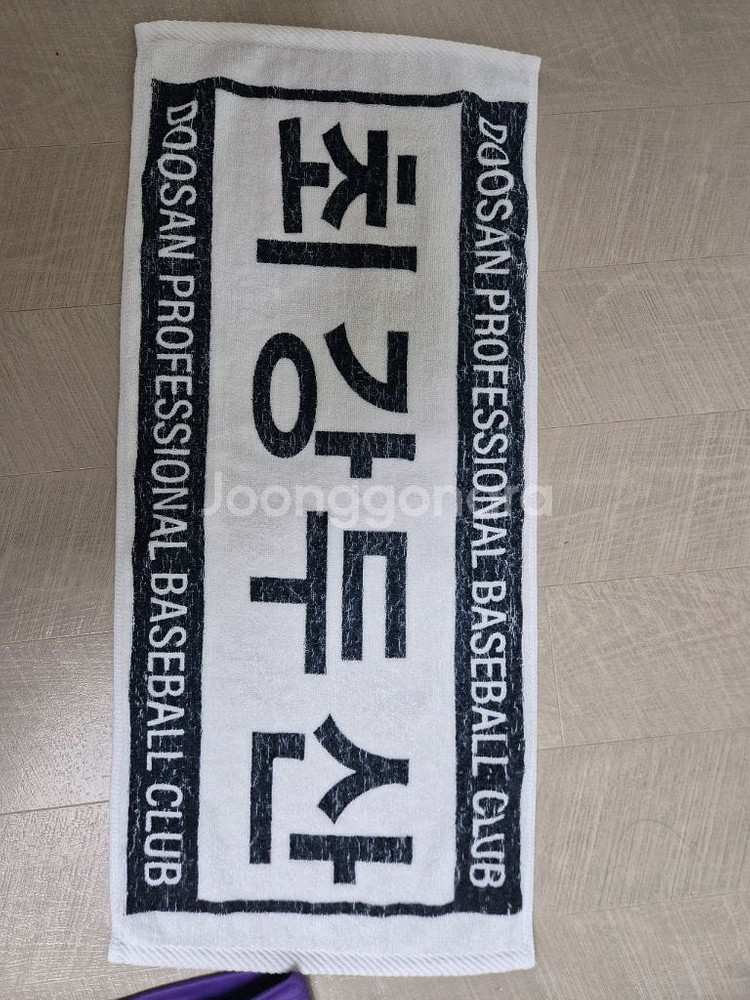 DOOSAN PROFESSIONAL BASEBALL CLUB
최강두산
DOOSAN PROFESSIONAL BASEBALL CLUB
Joonggonara